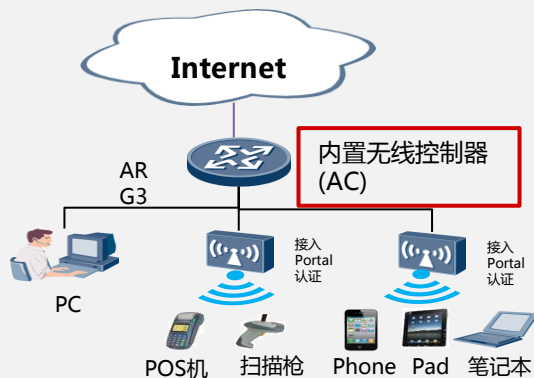 Internet
内置无线控制器
(AC)
AR
G3
接入
Portal
认证
接入
Portal
认证
PC
POS机
扫描枪
Phone
Pad
笔记本